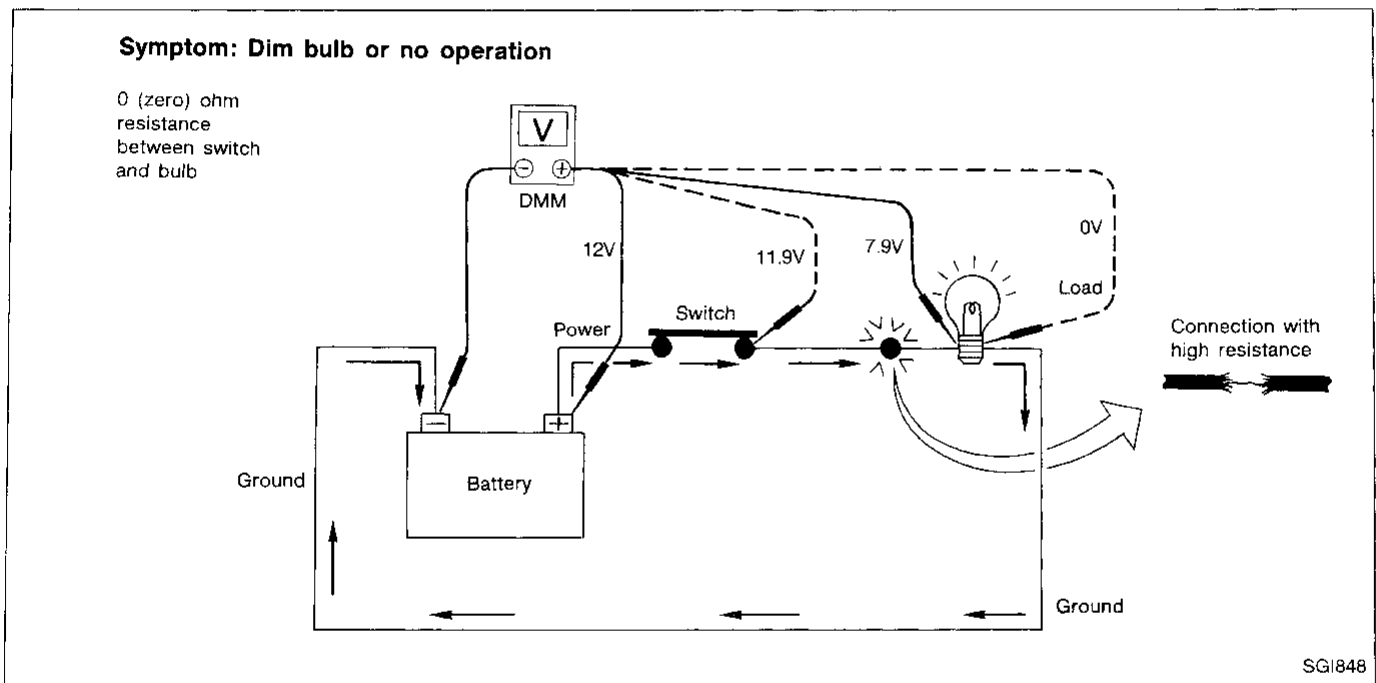 Symptom: Dim bulb or no operation
0 (zero) ohm
resistance
between switch
and bulb
V
− +
DMM
12V
11.9V
7.9V
0V
Load
Power
Switch
Connection with
high resistance
− +
Ground
Battery
Ground
SGI848